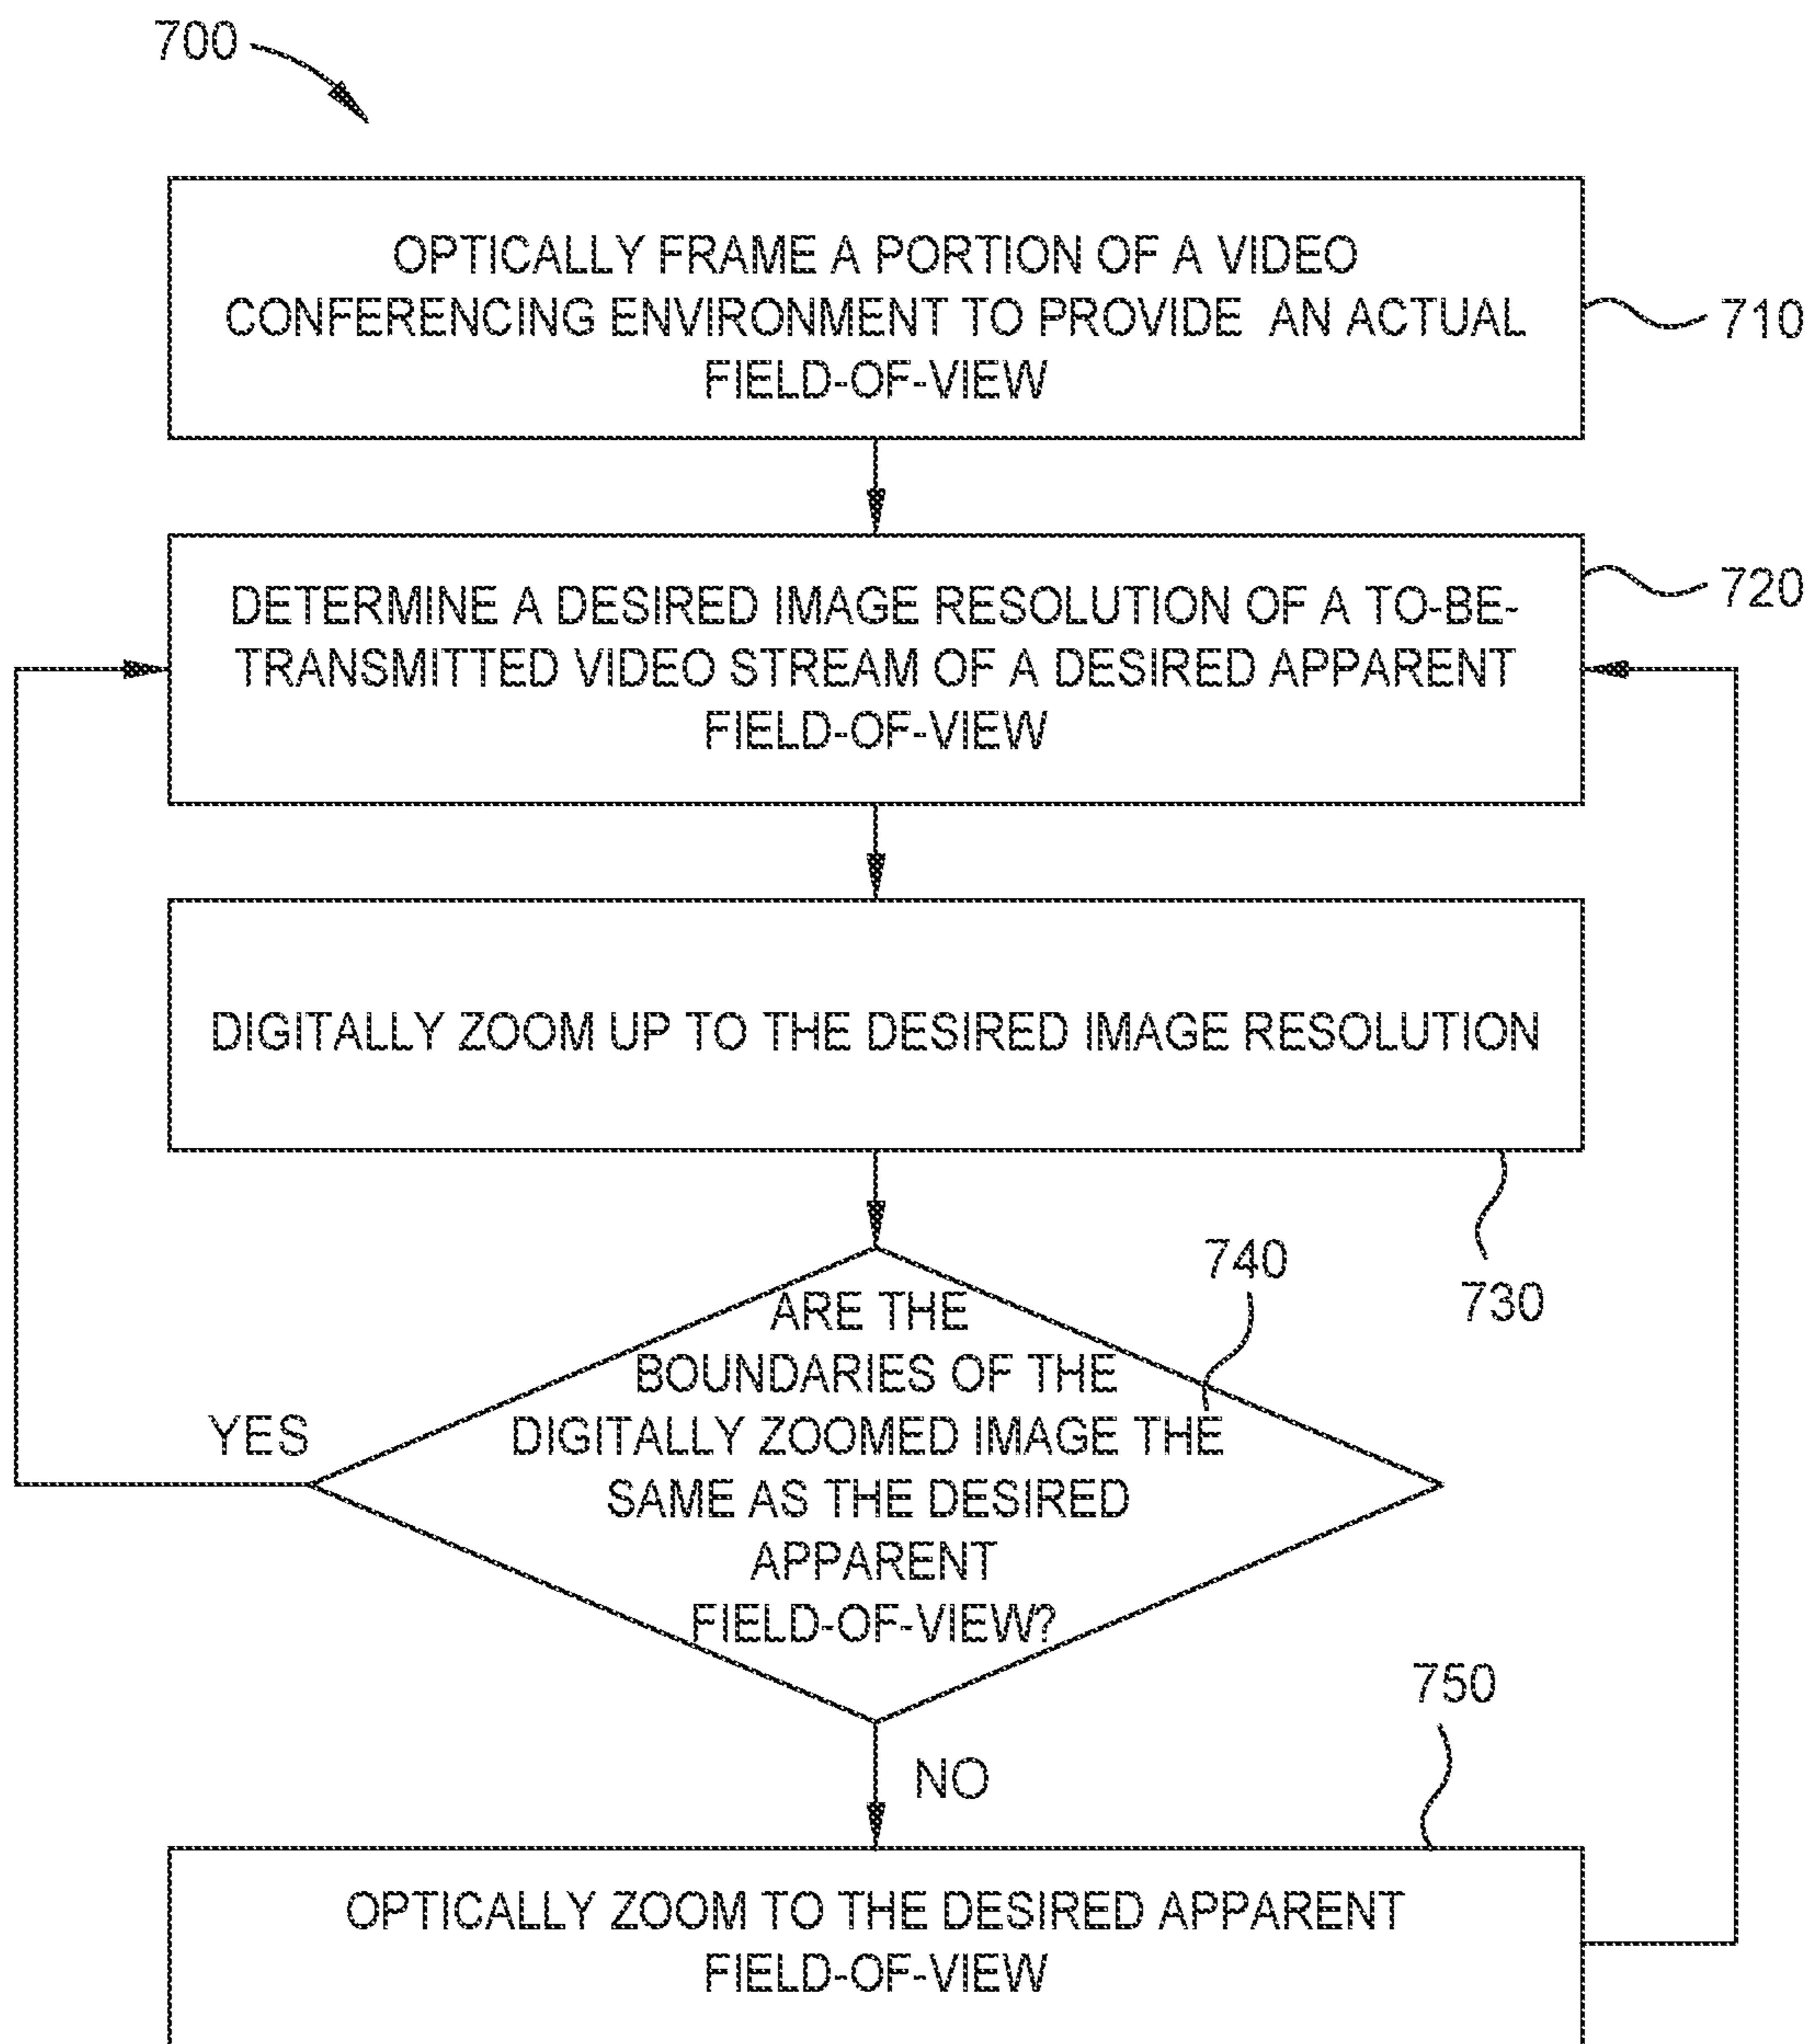 700
OPTICALLY FRAME A PORTION OF A VIDEO
CONFERENCING ENVIRONMENT TO PROVIDE AN ACTUAL
FIELD-OF-VIEW
710
DETERMINE A DESIRED IMAGE RESOLUTION OF A TO-BE-
TRANSMITTED VIDEO STREAM OF A DESIRED APPARENT
FIELD-OF-VIEW
720
DIGITALLY ZOOM UP TO THE DESIRED IMAGE RESOLUTION
730
740
ARE THE
BOUNDARIES OF THE
DIGITALLY ZOOMED IMAGE THE
SAME AS THE DESIRED
APPARENT
FIELD-OF-VIEW?
YES
NO
750
OPTICALLY ZOOM TO THE DESIRED APPARENT
FIELD-OF-VIEW